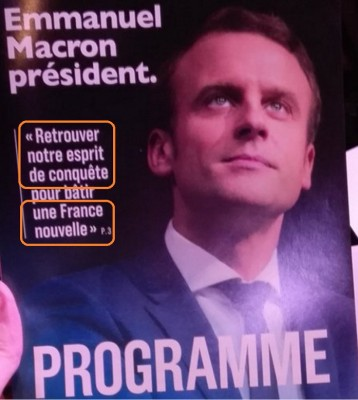 Emmanuel
Macron
président.
« Retrouver
notre esprit
de conquête
pour bâtir
une France
nouvelle » P.3
PROGRAMME